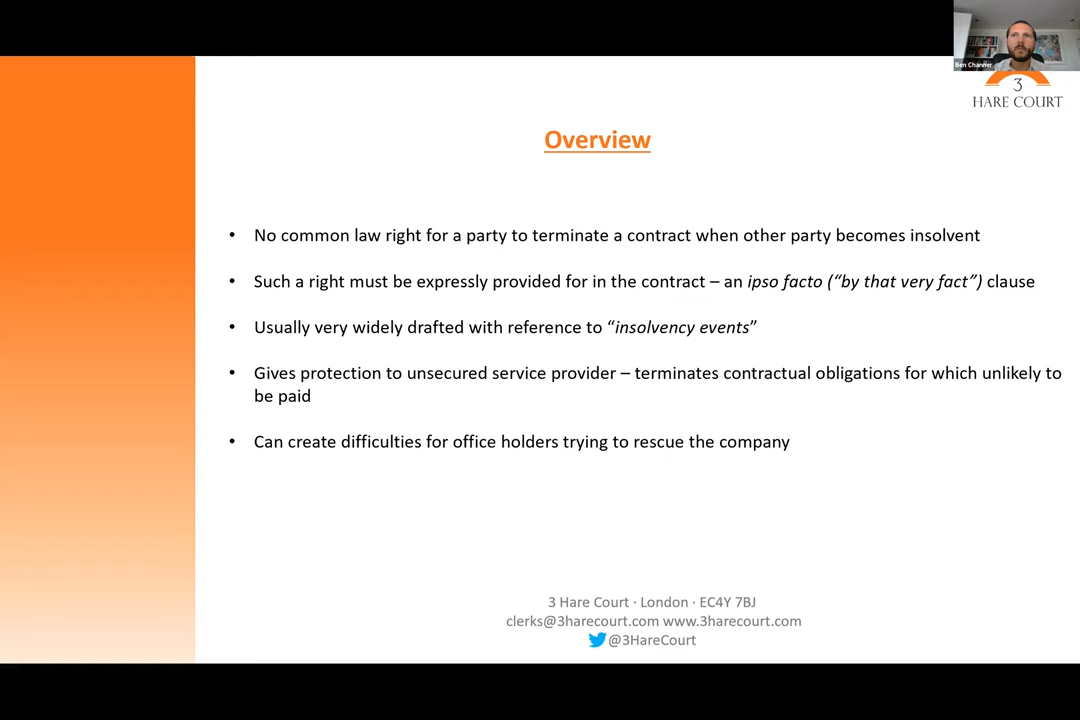 Ben Channer
3
HARE COURT
Overview
• No common law right for a party to terminate a contract when other party becomes insolvent
• Such a right must be expressly provided for in the contract – an ipso facto (“by that very fact”) clause
• Usually very widely drafted with reference to “insolvency events”
• Gives protection to unsecured service provider – terminates contractual obligations for which unlikely to
be paid
• Can create difficulties for office holders trying to rescue the company
3 Hare Court · London · EC4Y 7BJ
clerks@3harecourt.com www.3harecourt.com
@3HareCourt